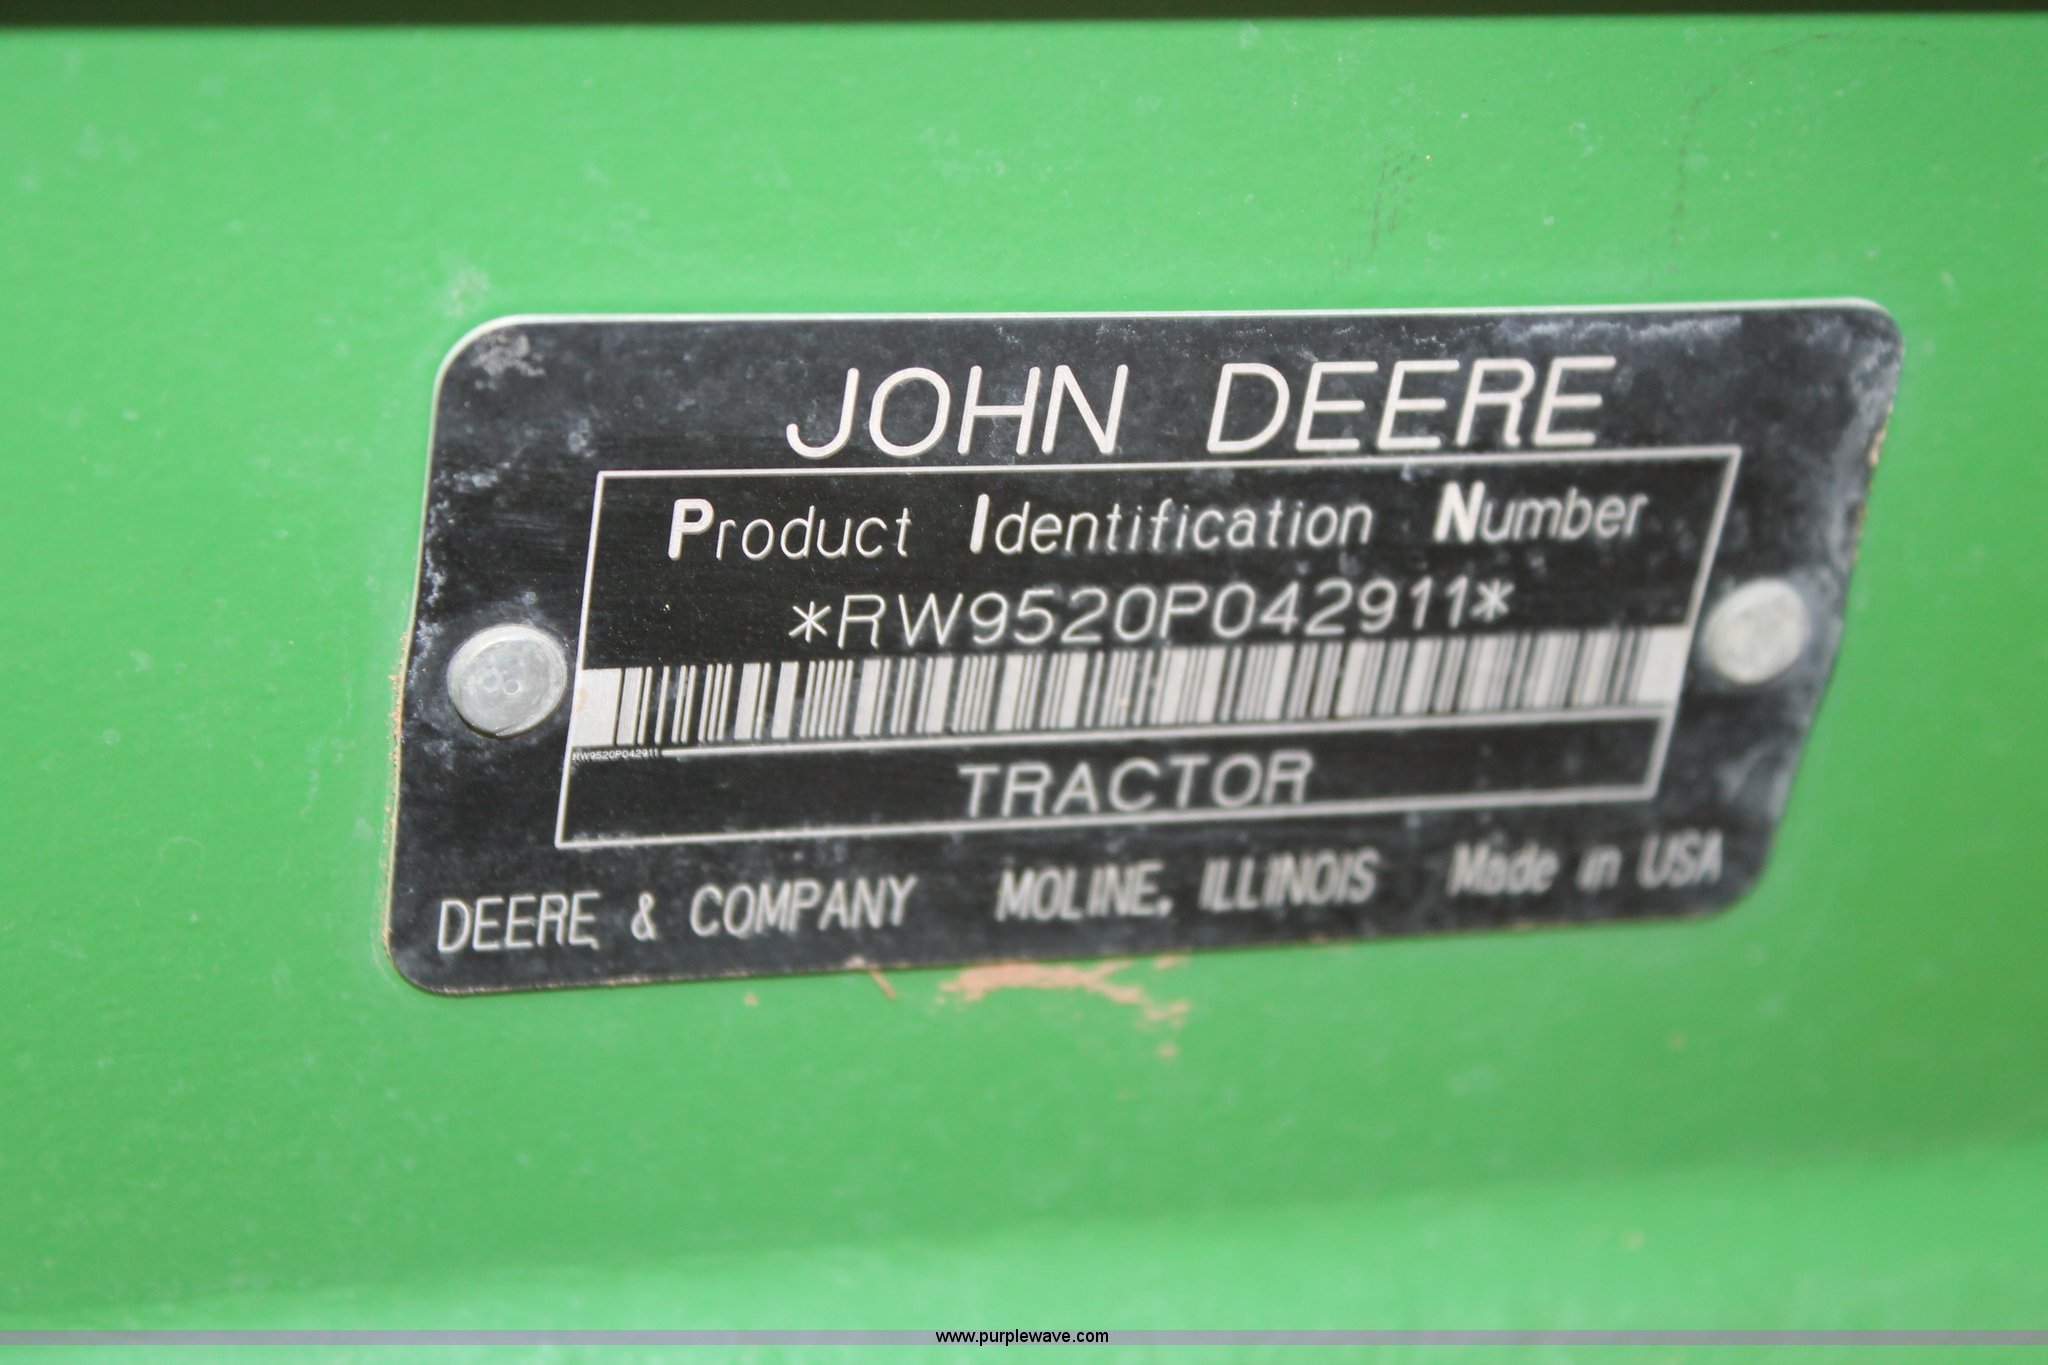 JOHN DEERE
Product Identification Number
*RW9520P042911*
RW9520P042911
TRACTOR
DEERE & COMPANY MOLINE, ILLINOIS Made in USA
www.purplewave.com